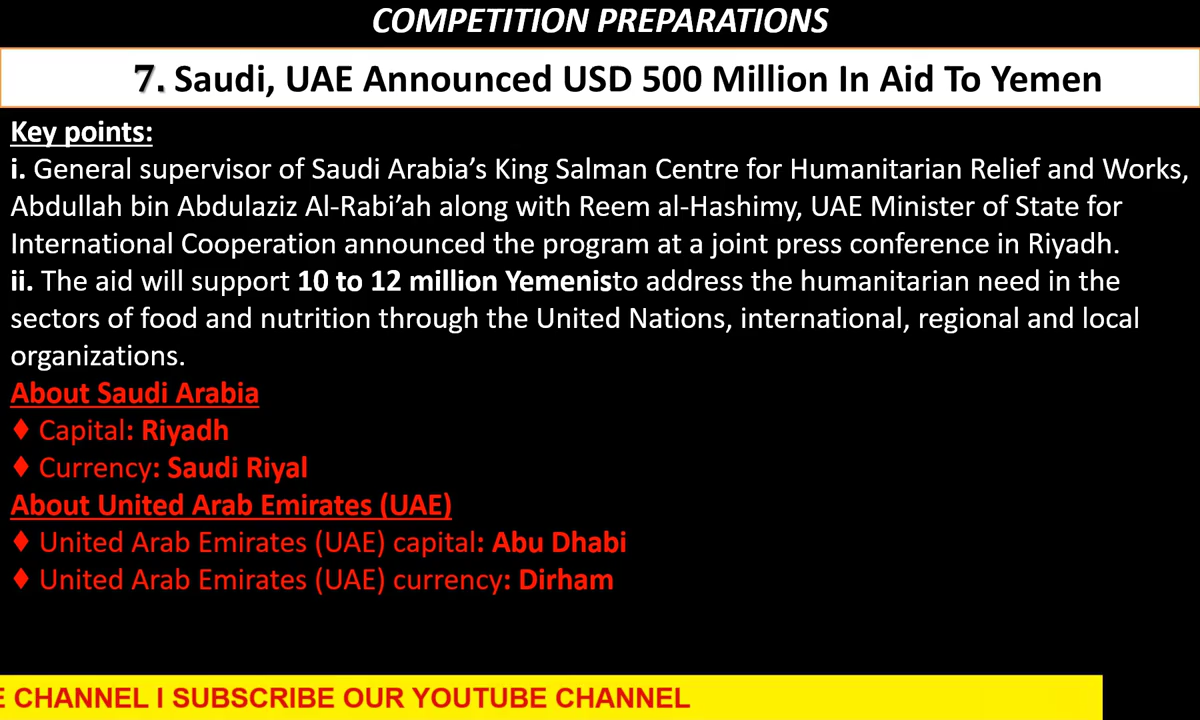 COMPETITION PREPARATIONS
7. Saudi, UAE Announced USD 500 Million In Aid To Yemen
Key points:
i. General supervisor of Saudi Arabia’s King Salman Centre for Humanitarian Relief and Works,
Abdullah bin Abdulaziz Al-Rabi’ah along with Reem al-Hashimy, UAE Minister of State for
International Cooperation announced the program at a joint press conference in Riyadh.
ii. The aid will support 10 to 12 million Yemenisto address the humanitarian need in the
sectors of food and nutrition through the United Nations, international, regional and local
organizations.
About Saudi Arabia
♦ Capital: Riyadh
♦ Currency: Saudi Riyal
About United Arab Emirates (UAE)
♦ United Arab Emirates (UAE) capital: Abu Dhabi
♦ United Arab Emirates (UAE) currency: Dirham
E CHANNEL I SUBSCRIBE OUR YOUTUBE CHANNEL